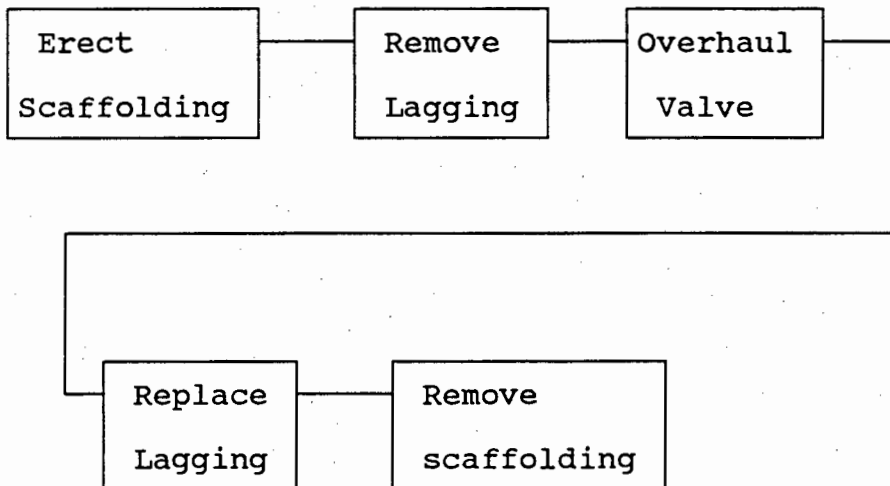 Erect
Scaffolding
Remove
Lagging
Overhaul
Valve
Replace
Lagging
Remove
scaffolding